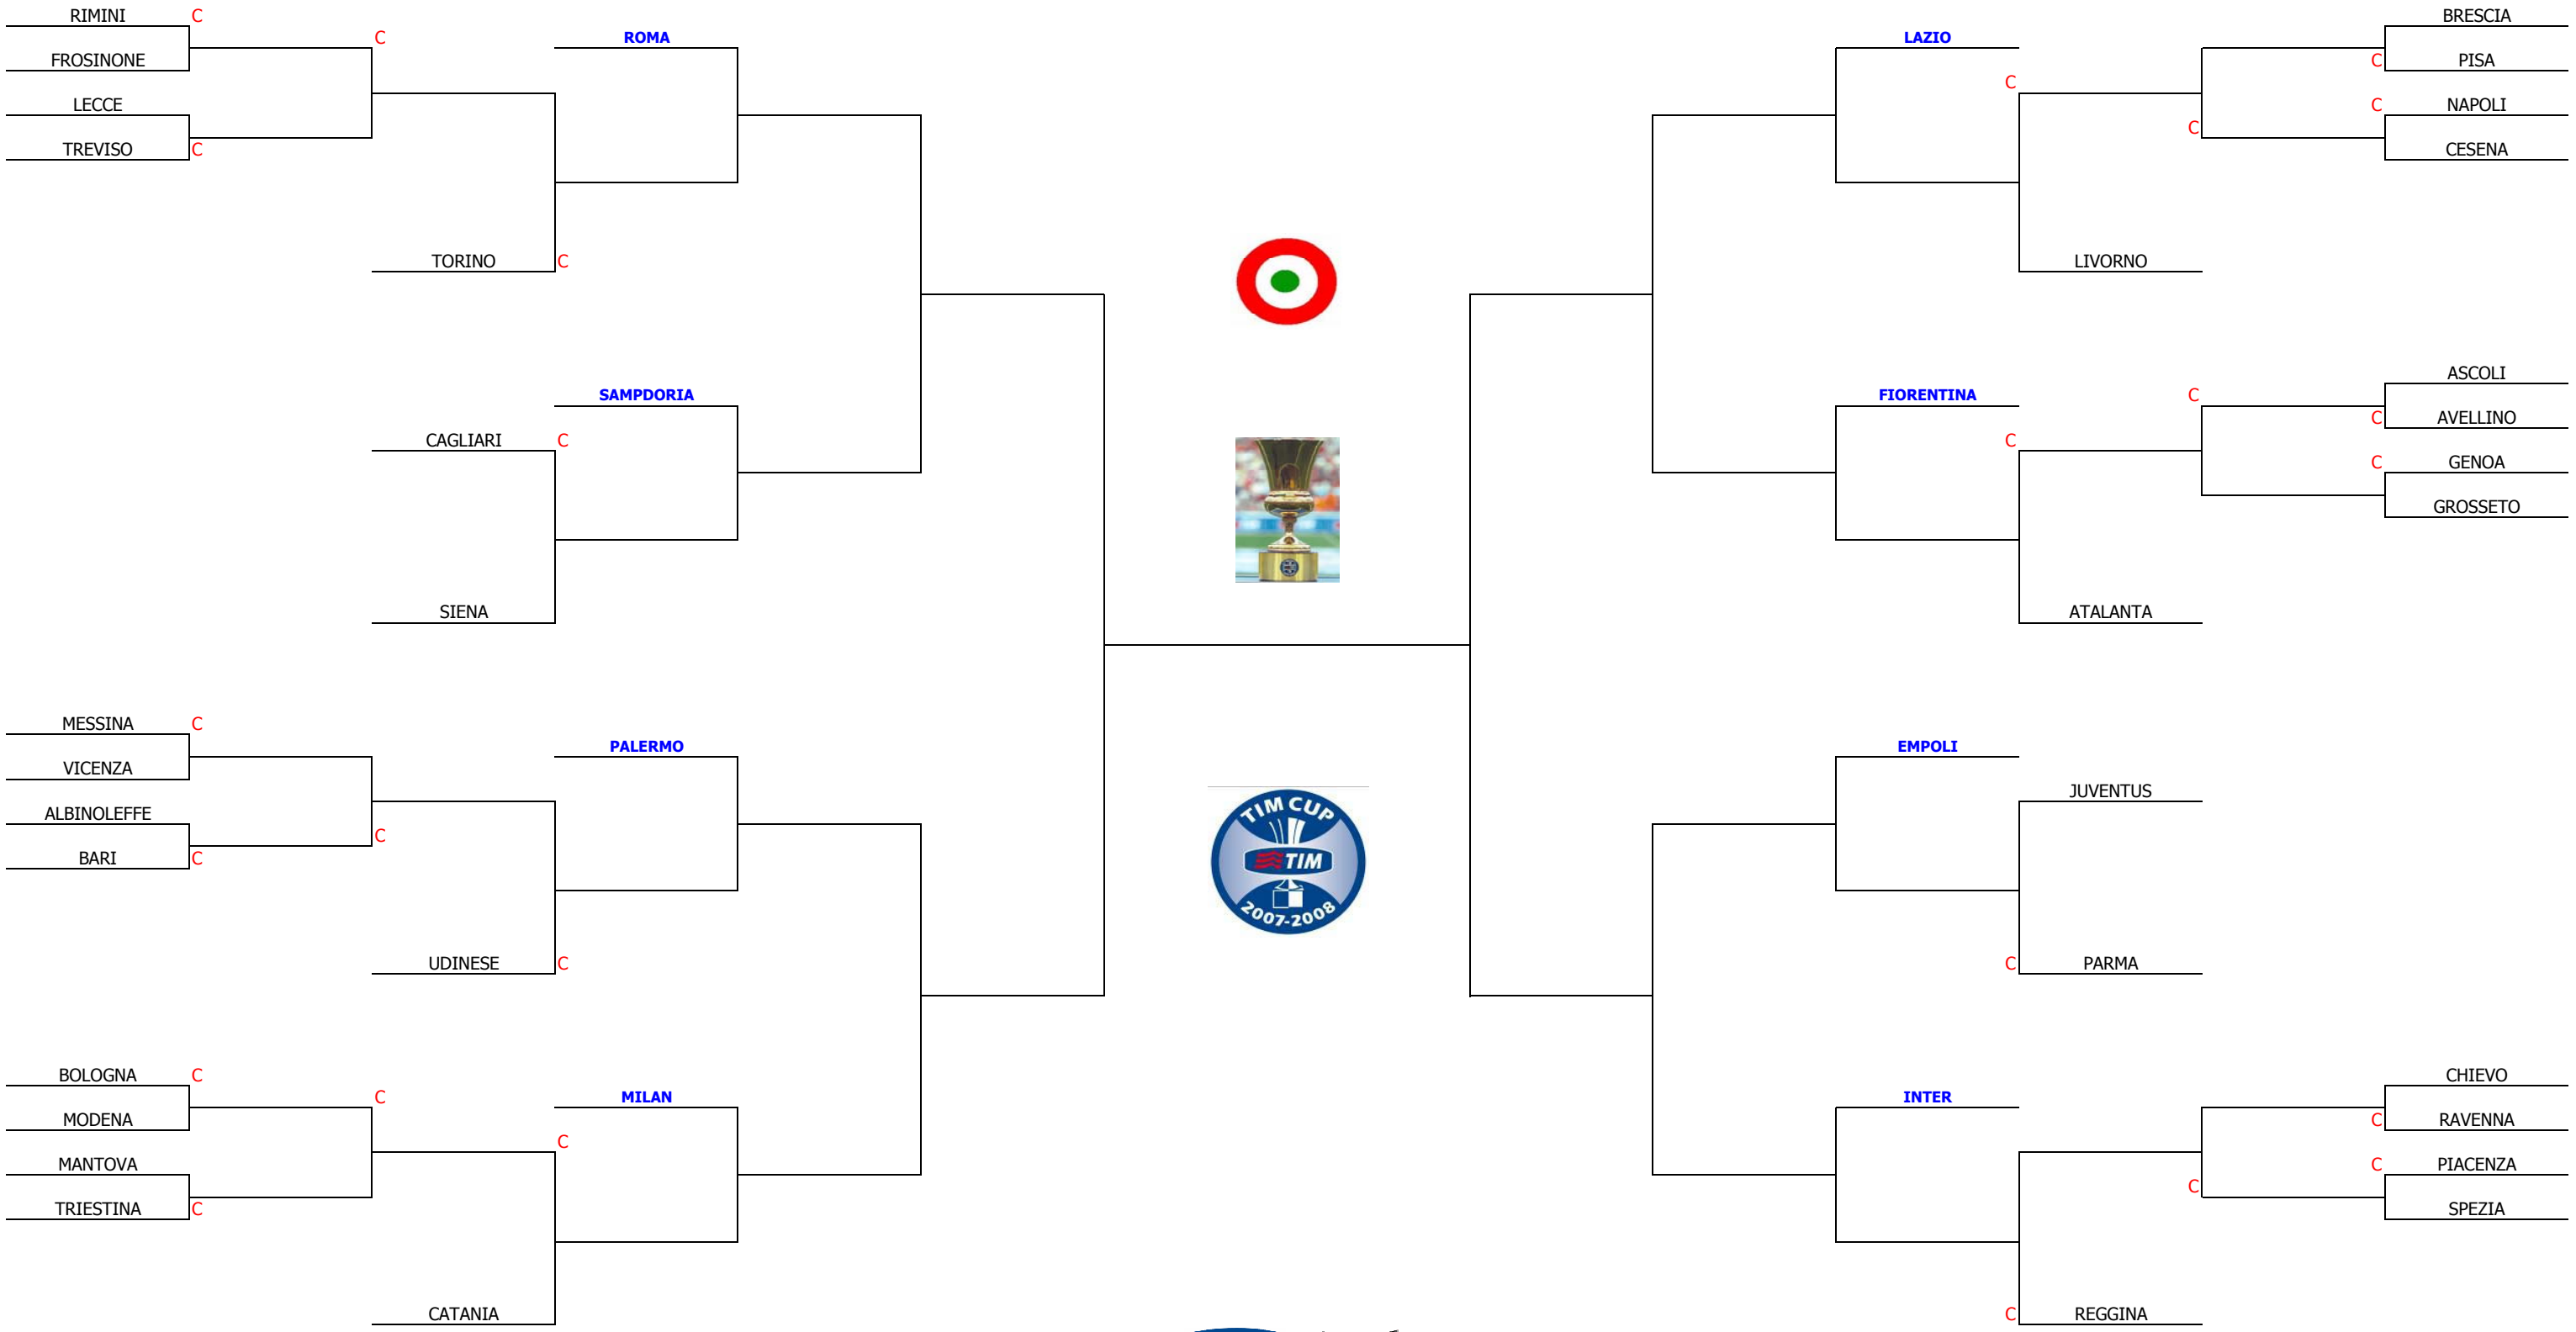 RIMINI C
C
FROSINONE
LECCE
TREVISO C
ROMA
TORINO C
SAMPDORIA
CAGLIARI C
SIENA
MESSINA C
VICENZA
ALBINOLEFFE
C
BARI C
PALERMO
UDINESE C
BOLOGNA C
C
MODENA
MANTOVA
TRIESTINA C
MILAN
C
CATANIA
TIM CUP
TIM
2007-2008
LAZIO
C
LIVORNO
BRESCIA
C PISA
C NAPOLI
C
CESENA
FIORENTINA
C
C
ATALANTA
ASCOLI
C AVELLINO
C GENOA
GROSSETO
EMPOLI
JUVENTUS
C PARMA
INTER
CHIEVO
C RAVENNA
C PIACENZA
C
SPEZIA
C REGGINA